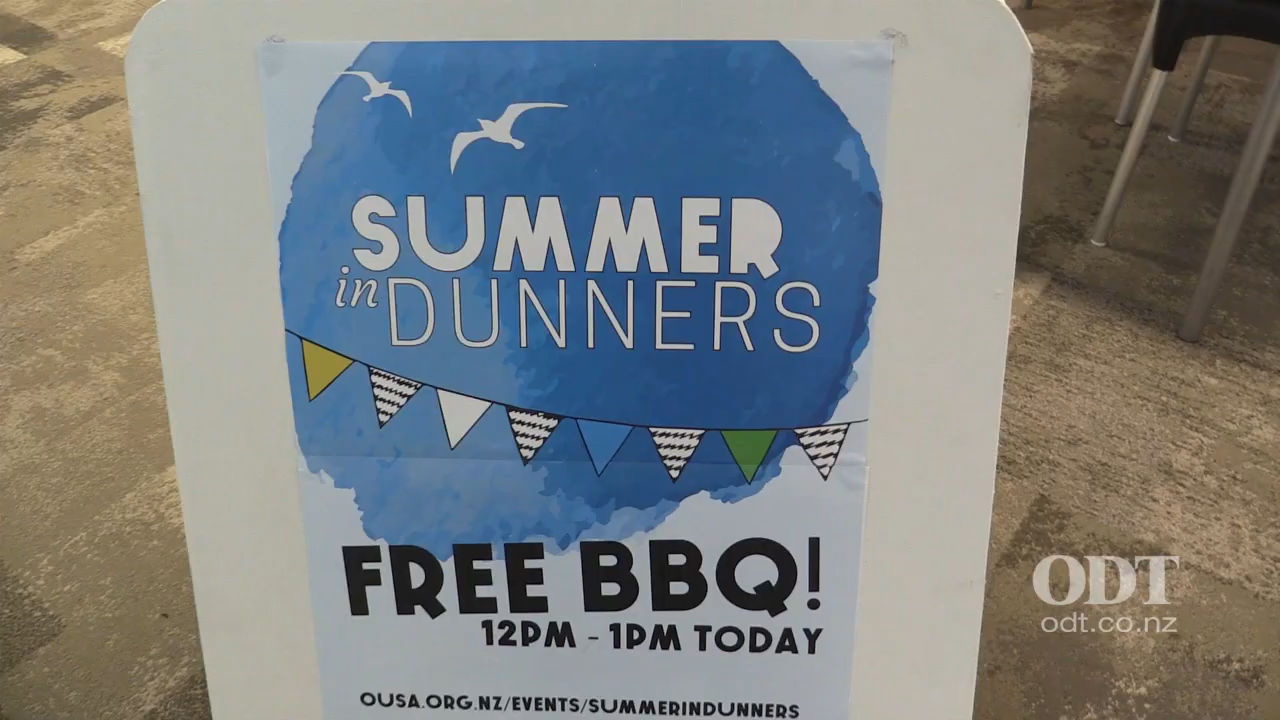 SUMMER
in DUNNERS
FREE BBQ!
12PM - 1PM TODAY
OUSA.ORG.NZ/EVENTS/SUMMERINDUNNERS
ODT
odt.co.nz